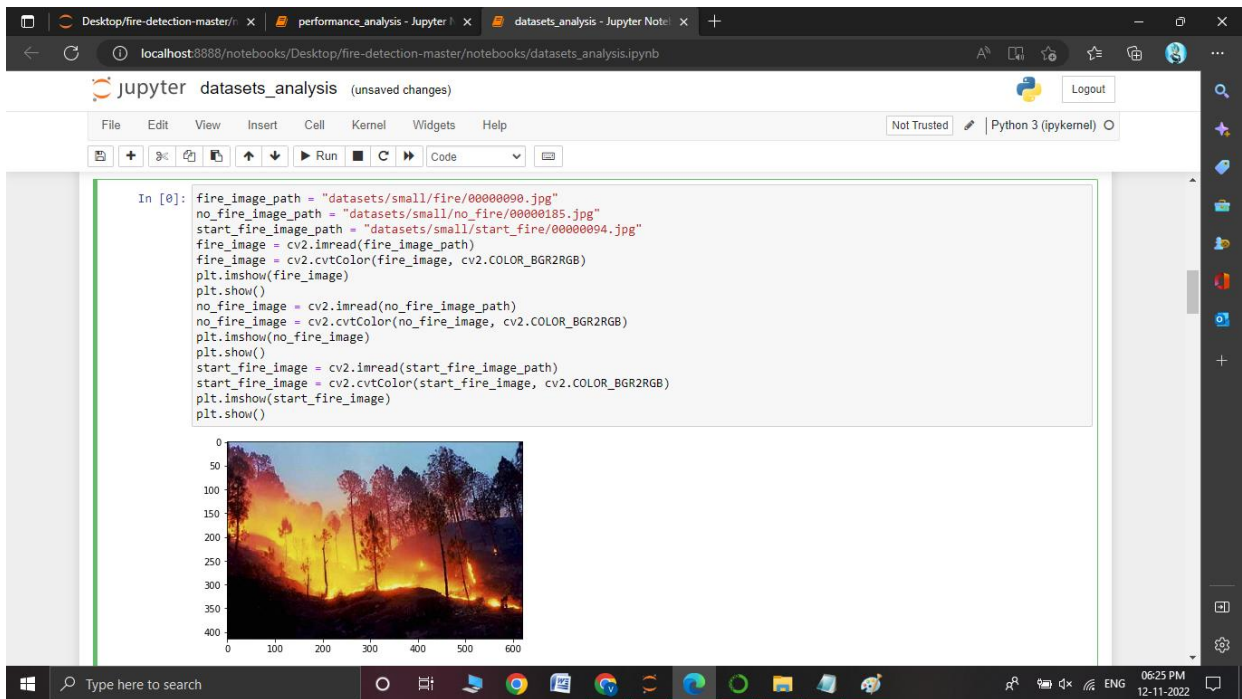 Desktop/fire-detection-master/n
performance_analysis - Jupyter N
datasets_analysis - Jupyter Note
localhost:8888/notebooks/Desktop/fire-detection-master/notebooks/datasets_analysis.ipynb
jupyter datasets_analysis (unsaved changes)
Logout
File Edit View Insert Cell Kernel Widgets Help
Not Trusted Python 3 (ipykernel)
Run Code
In [0]: fire_image_path = "datasets/small/fire/00000090.jpg"
no_fire_image_path = "datasets/small/no_fire/00000185.jpg"
start_fire_image_path = "datasets/small/start_fire/00000094.jpg"
fire_image = cv2.imread(fire_image_path)
fire_image = cv2.cvtColor(fire_image, cv2.COLOR_BGR2RGB)
plt.imshow(fire_image)
plt.show()
no_fire_image = cv2.imread(no_fire_image_path)
no_fire_image = cv2.cvtColor(no_fire_image, cv2.COLOR_BGR2RGB)
plt.imshow(no_fire_image)
plt.show()
start_fire_image = cv2.imread(start_fire_image_path)
start_fire_image = cv2.cvtColor(start_fire_image, cv2.COLOR_BGR2RGB)
plt.imshow(start_fire_image)
plt.show()
0
50
100
150
200
250
300
350
400
0 100 200 300 400 500 600
Type here to search
ENG
06:25 PM
12-11-2022